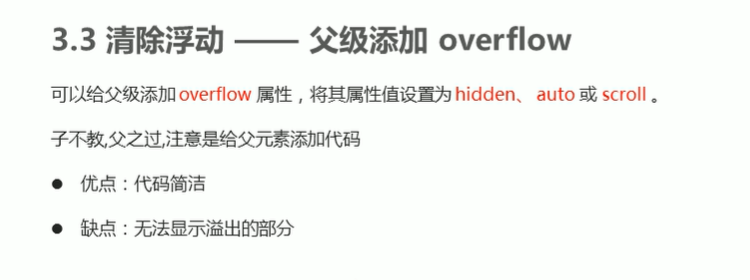 3.3 清除浮动 —— 父级添加 overflow
可以给父级添加 overflow 属性，将其属性值设置为 hidden、 auto 或 scroll 。
子不教,父之过,注意是给父元素添加代码
● 优点：代码简洁
● 缺点：无法显示溢出的部分